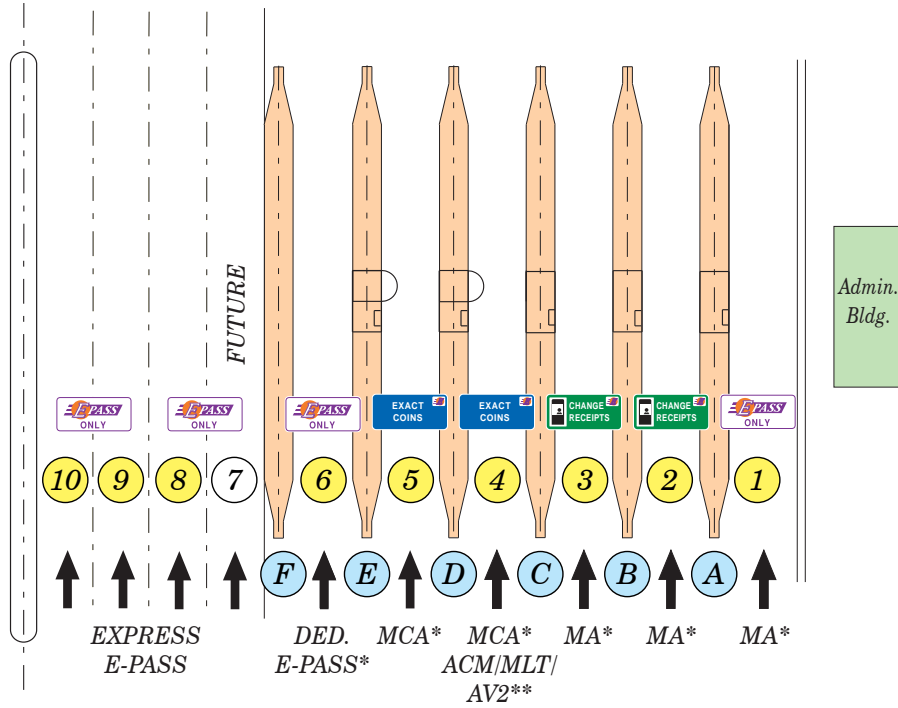 FUTURE
Admin.
Bldg.
E PASS
ONLY
E PASS
ONLY
E PASS
ONLY
EXACT
COINS
EXACT
COINS
CHANGE
RECEIPTS
CHANGE
RECEIPTS
E PASS
ONLY
10 9 8 7 6 5 4 3 2 1
F E D C B A
EXPRESS
E-PASS
DED.
E-PASS*
MCA*
MCA*
ACM/MLT/
AV2**
MA*
MA*
MA*